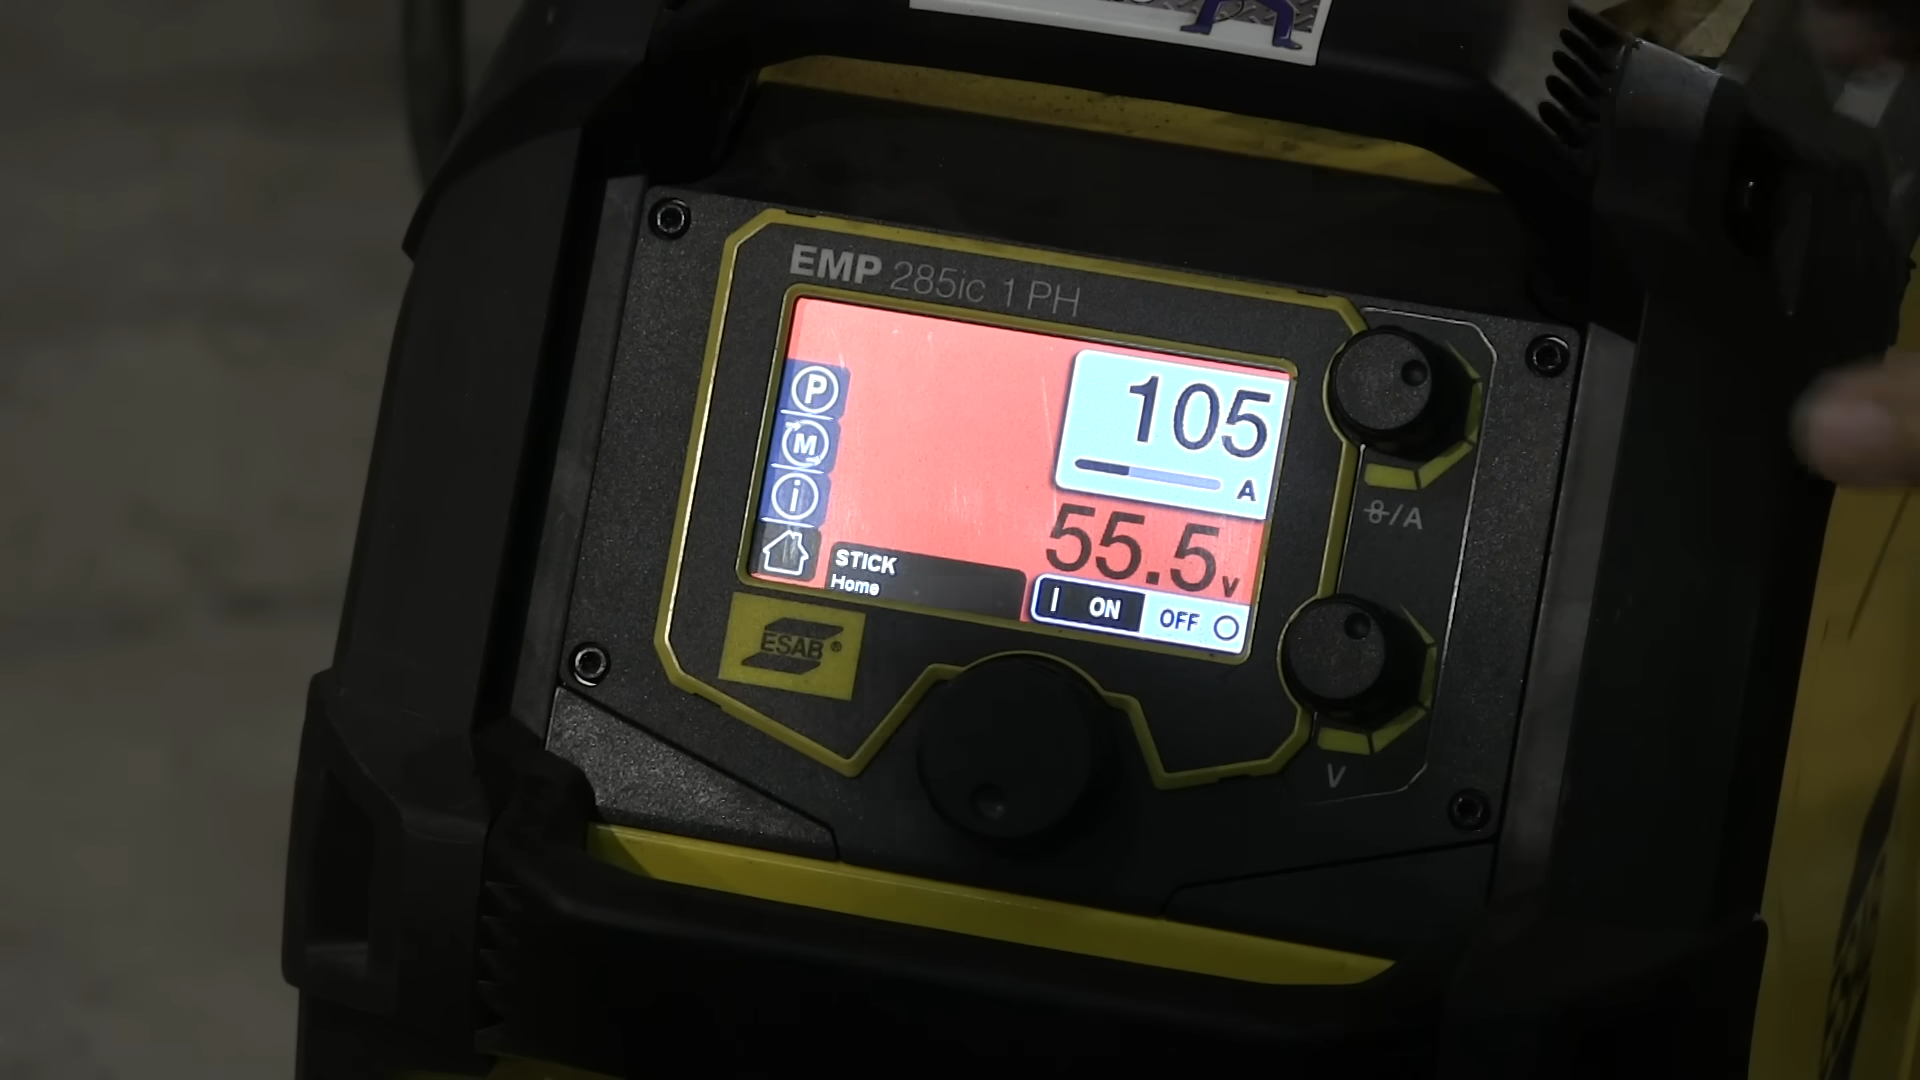 EMP 285ic 1 PH
P
M
i
105
A
55.5 V
STICK
Home
I ON OFF O
/A
V
ESAB®